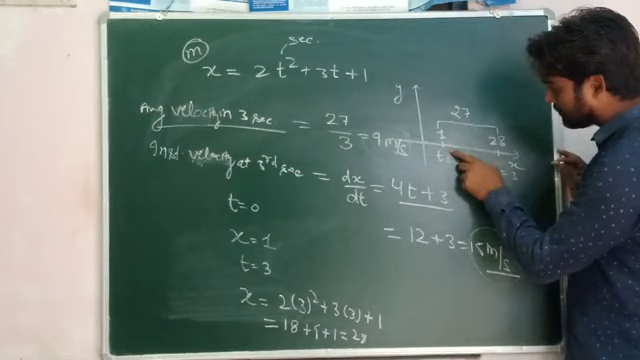 m
sec.
x = 2t² + 3t + 1
Avg velocity in 3 sec = 27/3 = 9 m/s
Inst velocity at 3rd sec = dx/dt = 4t + 3
= 12 + 3 = 15 m/s
t = 0
x = 1
t = 3
x = 2(3)² + 3(3) + 1
= 18 + 9 + 1 = 28
y
27
1
28
t =
x